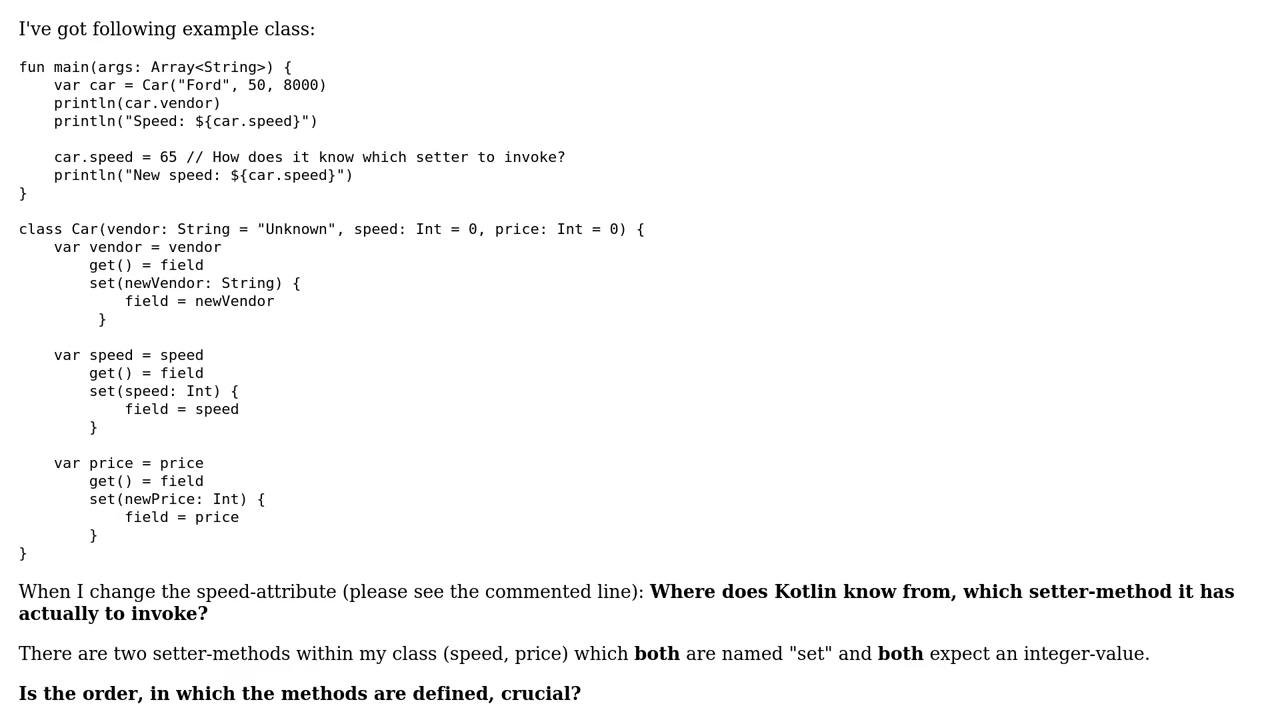 I've got following example class:
fun main(args: Array<String>) {
    var car = Car("Ford", 50, 8000)
    println(car.vendor)
    println("Speed: ${car.speed}")

    car.speed = 65 // How does it know which setter to invoke?
    println("New speed: ${car.speed}")
}

class Car(vendor: String = "Unknown", speed: Int = 0, price: Int = 0) {
    var vendor = vendor
        get() = field
        set(newVendor: String) {
            field = newVendor
         }

    var speed = speed
        get() = field
        set(speed: Int) {
            field = speed
        }

    var price = price
        get() = field
        set(newPrice: Int) {
            field = price
        }
}
When I change the speed-attribute (please see the commented line): Where does Kotlin know from, which setter-method it has
actually to invoke?
There are two setter-methods within my class (speed, price) which both are named "set" and both expect an integer-value.
Is the order, in which the methods are defined, crucial?